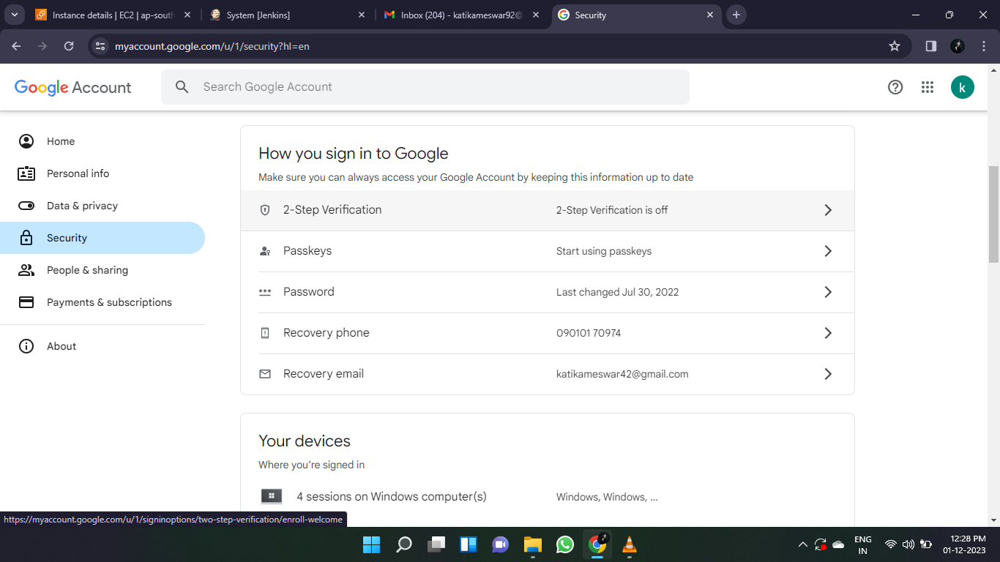 Instance details | EC2 | ap-south
System [Jenkins]
Inbox (204) - katikameswar92@
Security
myaccount.google.com/u/1/security?hl=en
Google Account
Search Google Account
k
Home
Personal info
Data & privacy
Security
People & sharing
Payments & subscriptions
About
How you sign in to Google
Make sure you can always access your Google Account by keeping this information up to date
2-Step Verification
2-Step Verification is off
Passkeys
Start using passkeys
Password
Last changed Jul 30, 2022
Recovery phone
090101 70974
Recovery email
katikameswar42@gmail.com
Your devices
Where you’re signed in
4 sessions on Windows computer(s)
Windows, Windows, ...
https://myaccount.google.com/u/1/signinoptions/two-step-verification/enroll-welcome
ENG
IN
12:28 PM
01-12-2023